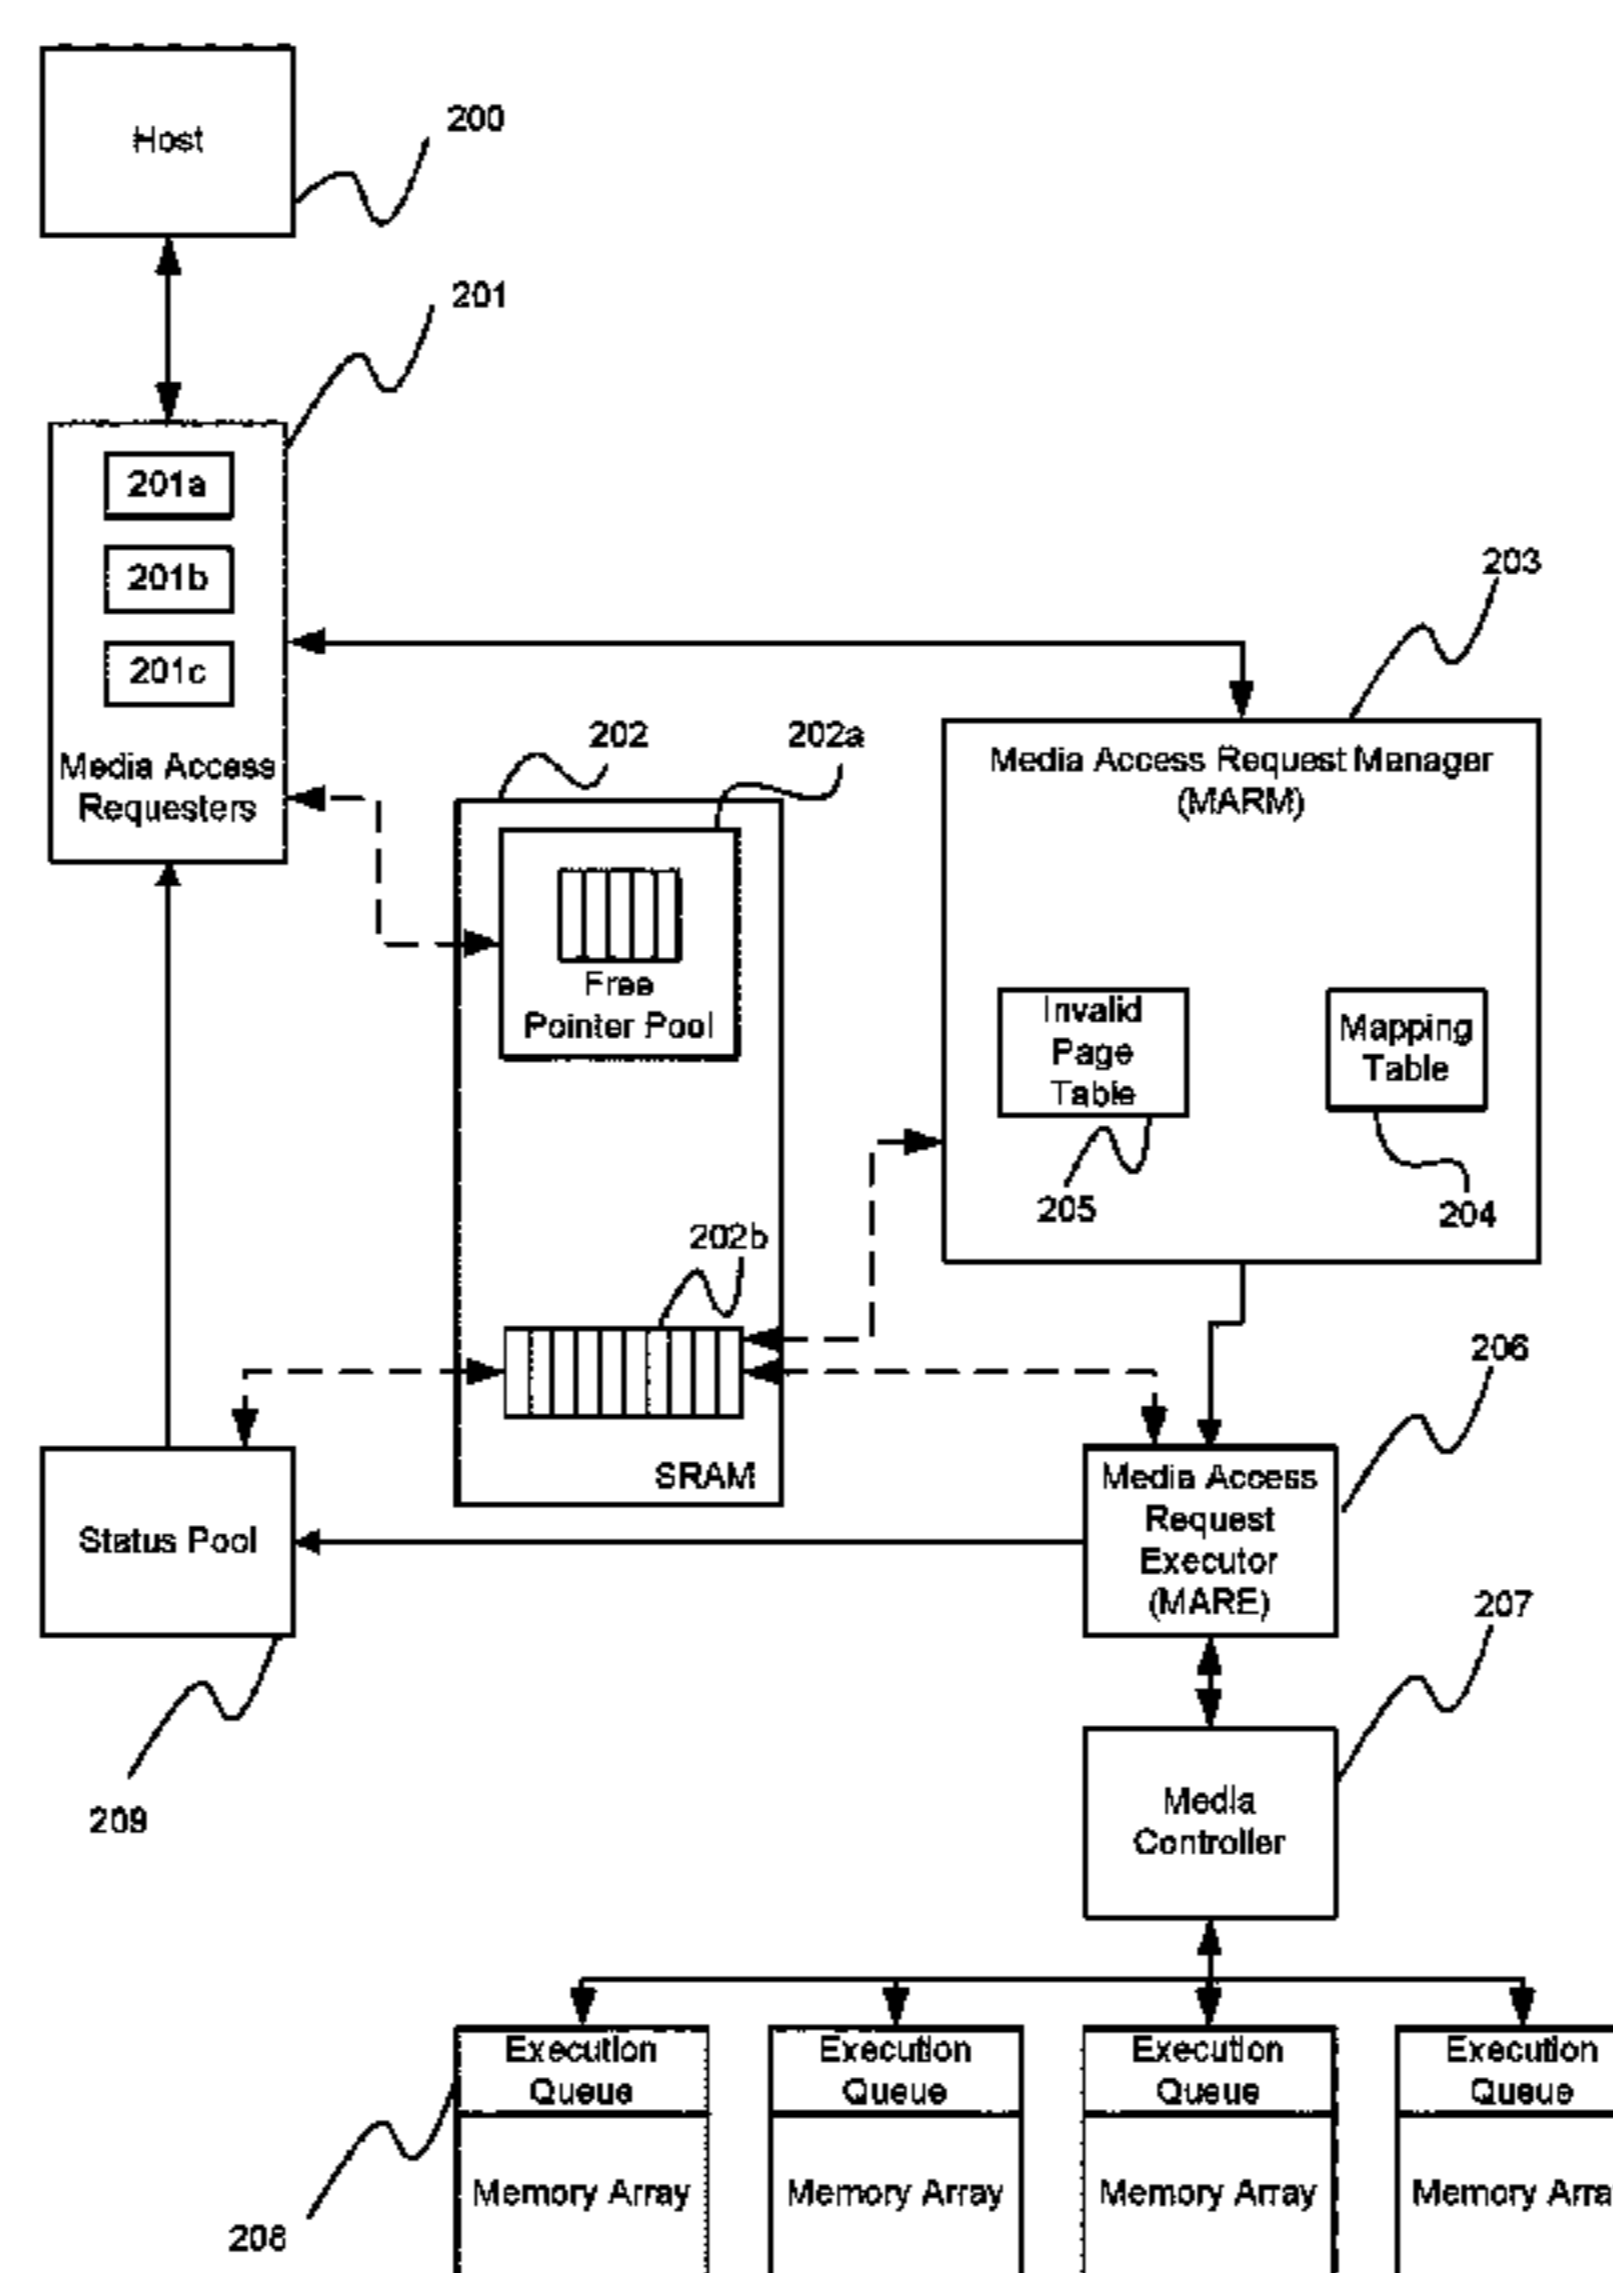 Host
200
201
201a
201b
201c
Media Access
Requesters
203
202
202a
Media Access Request Manager
(MARM)
Free
Pointer Pool
Invalid
Page
Table
Mapping
Table
205
204
202b
206
SRAM
Status Pool
Media Access
Request
Executor
(MARE)
207
209
Media
Controller
Execution
Queue
Execution
Queue
Execution
Queue
Execution
Queue
Memory Array
Memory Array
Memory Array
Memory Arra
208